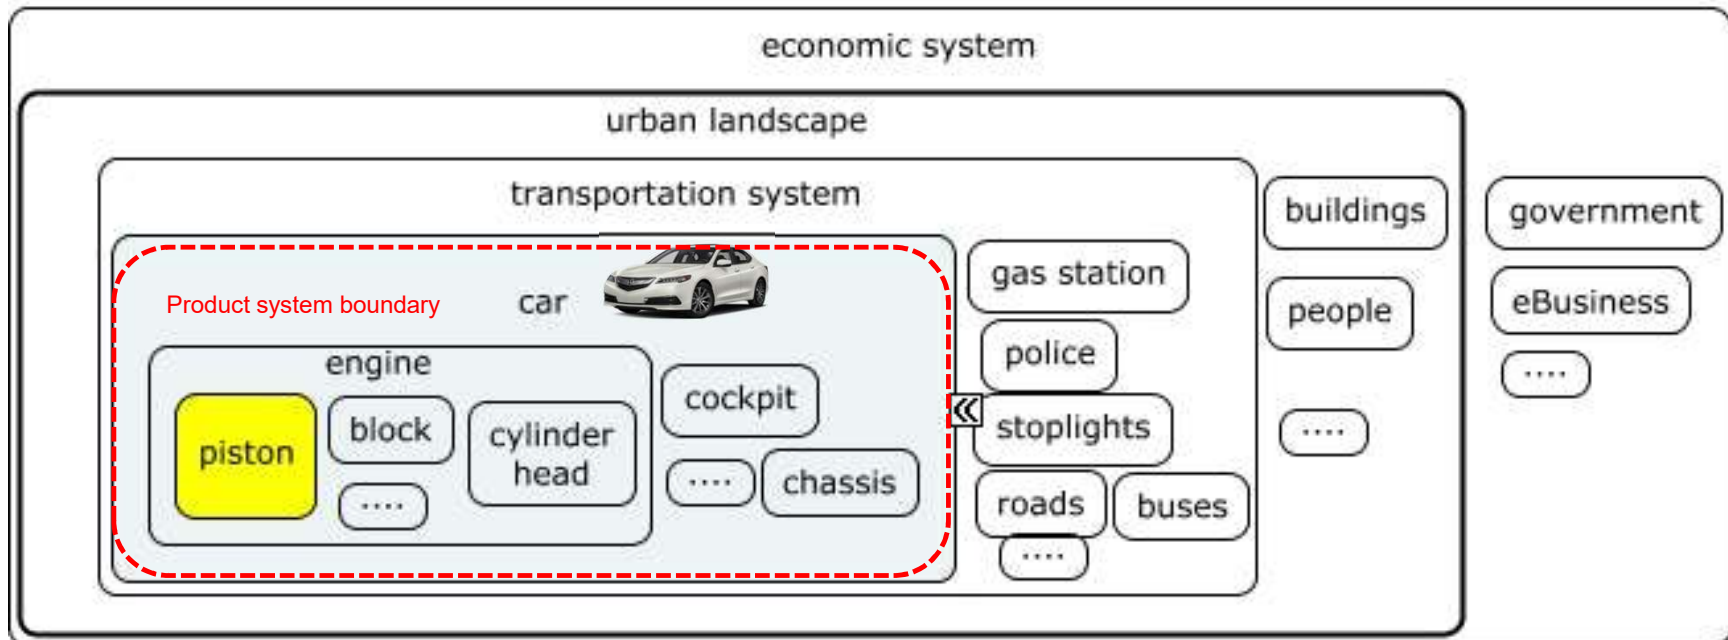 economic system
urban landscape
transportation system
buildings
government
gas station
Product system boundary
car
eBusiness
people
police
engine
....
cockpit
piston
block
cylinder
head
stoplights
....
....
chassis
....
roads
buses
....